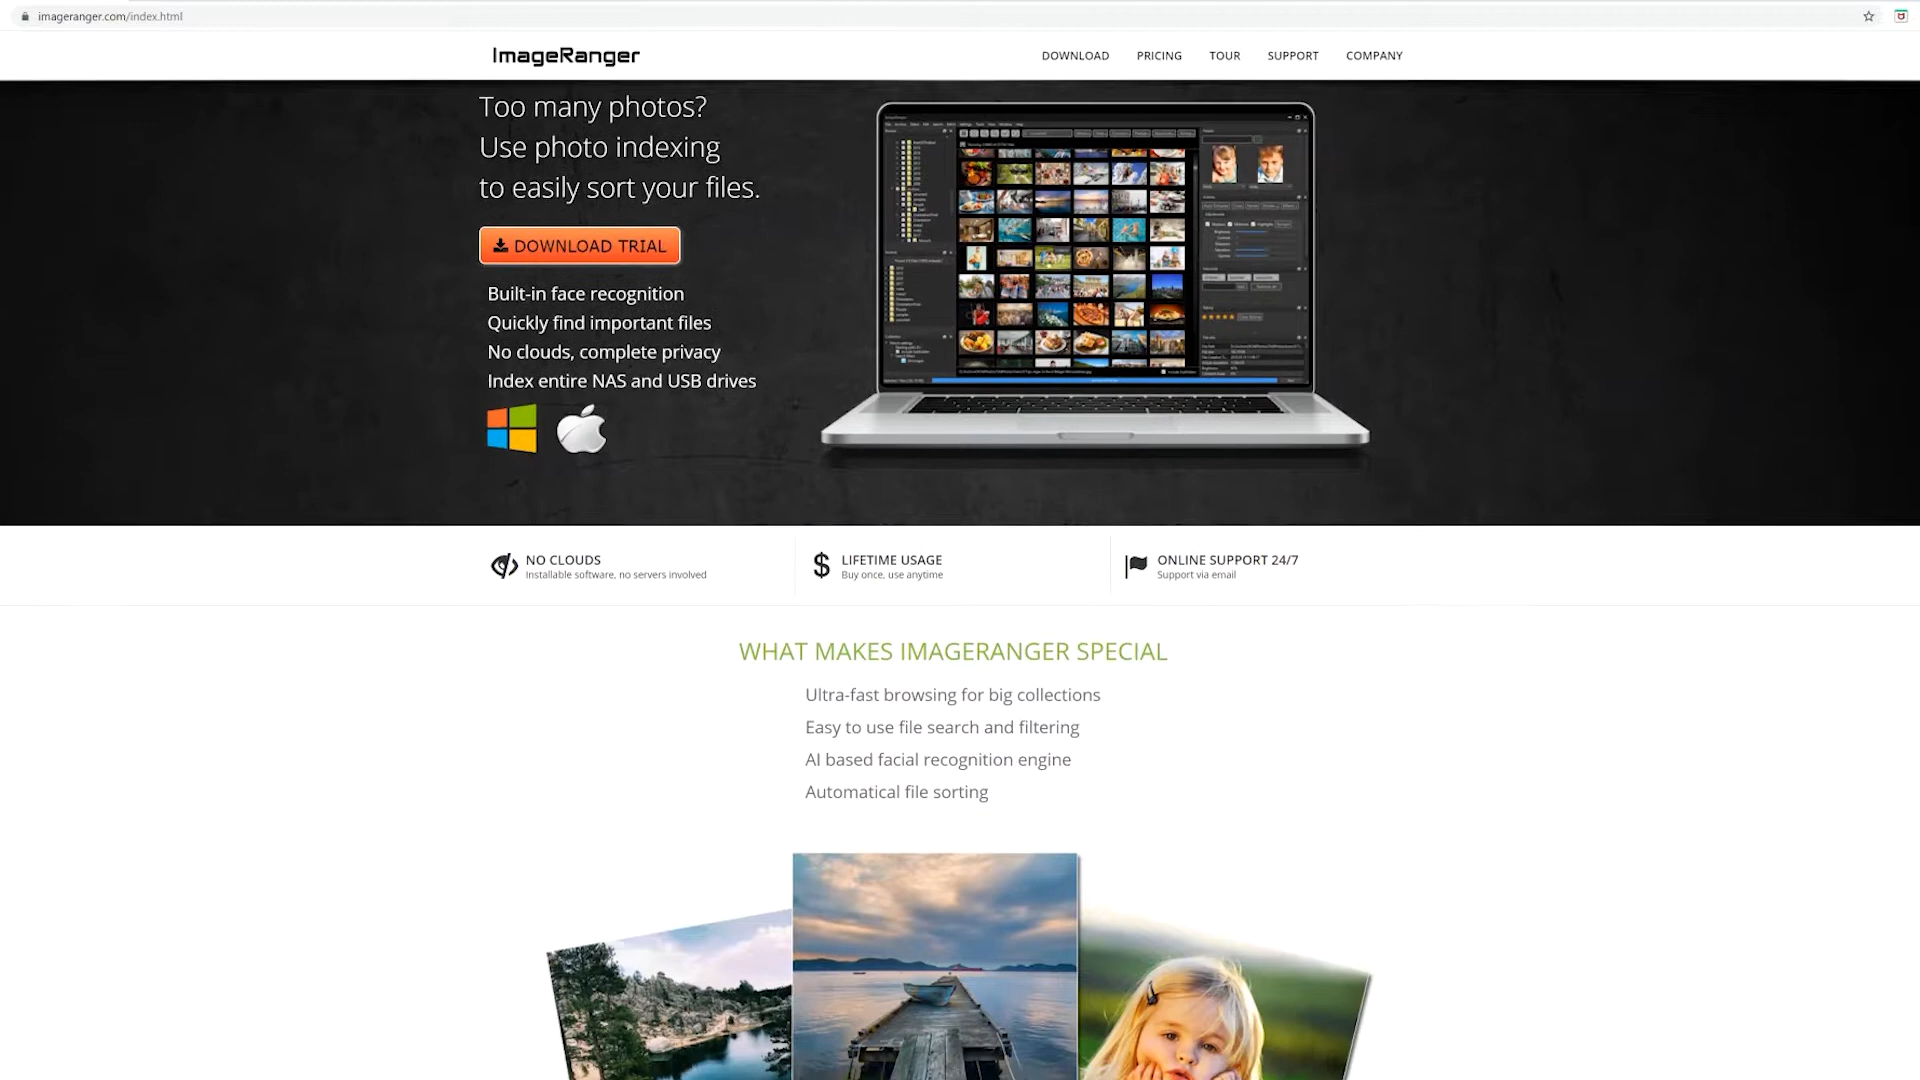 imageranger.com/index.html
ImageRanger
DOWNLOAD PRICING TOUR SUPPORT COMPANY
Too many photos?
Use photo indexing
to easily sort your files.
DOWNLOAD TRIAL
Built-in face recognition
Quickly find important files
No clouds, complete privacy
Index entire NAS and USB drives
NO CLOUDS
Installable software, no servers involved
LIFETIME USAGE
Buy once, use anytime
ONLINE SUPPORT 24/7
Support via email
WHAT MAKES IMAGERANGER SPECIAL
Ultra-fast browsing for big collections
Easy to use file search and filtering
AI based facial recognition engine
Automatical file sorting